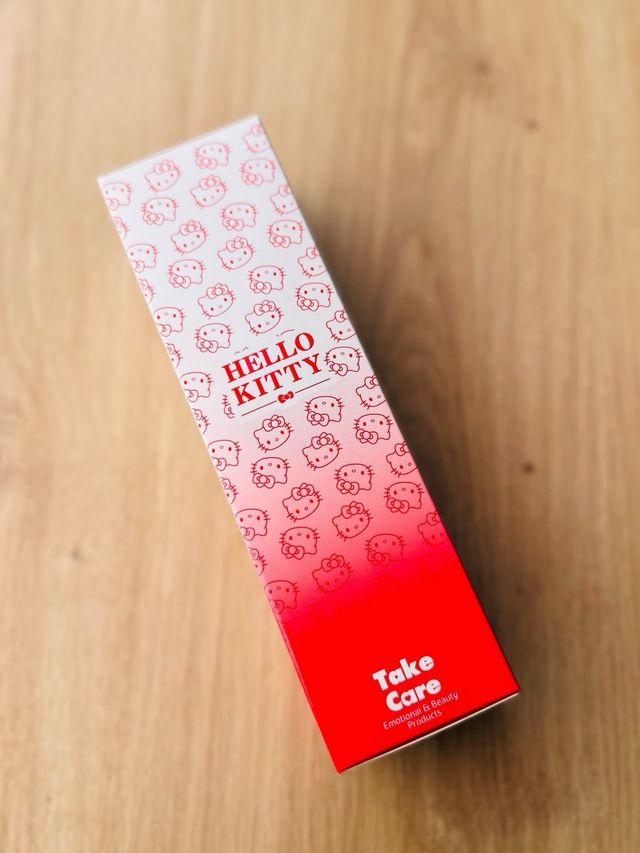 HELLO
KITTY
Take
Care
Emotional & Beauty
Products